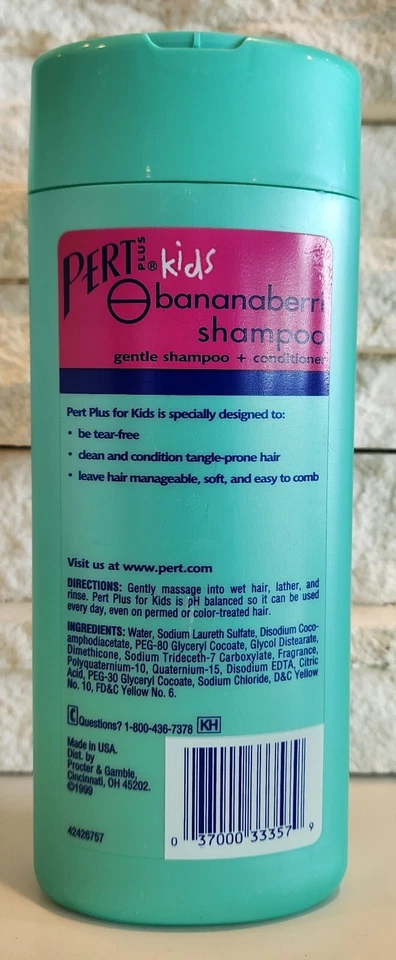 PERT PLUS® kids
bananaberri
shampoo
gentle shampoo + conditioner
Pert Plus for Kids is specially designed to:
• be tear-free
• clean and condition tangle-prone hair
• leave hair manageable, soft, and easy to comb
Visit us at www.pert.com
DIRECTIONS: Gently massage into wet hair, lather, and
rinse. Pert Plus for Kids is pH balanced so it can be used
every day, even on permed or color-treated hair.
INGREDIENTS: Water, Sodium Laureth Sulfate, Disodium Coco-
amphodiacetate, PEG-80 Glyceryl Cocoate, Glycol Distearate,
Dimethicone, Sodium Trideceth-7 Carboxylate, Fragrance,
Polyquaternium-10, Quaternium-15, Disodium EDTA, Citric
Acid, PEG-30 Glyceryl Cocoate, Sodium Chloride, D&C Yellow
No. 10, FD&C Yellow No. 6.
Questions? 1-800-436-7378 KH
Made in USA.
Dist. by
Procter & Gamble,
Cincinnati, OH 45202.
©1999
42426757
0 37000 33357 9